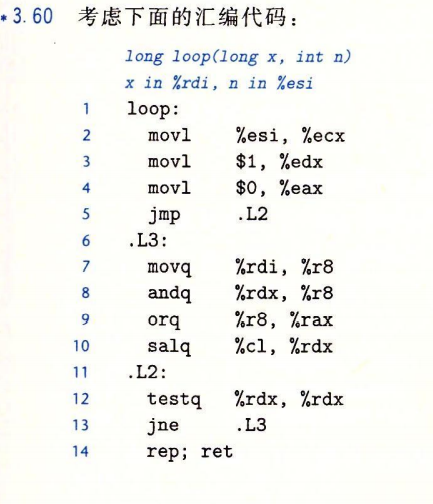 * 3.60 考虑下面的汇编代码：
long loop(long x, int n)
x in %rdi, n in %esi
1 loop:
2 movl %esi, %ecx
3 movl $1, %edx
4 movl $0, %eax
5 jmp .L2
6 .L3:
7 movq %rdi, %r8
8 andq %rdx, %r8
9 orq %r8, %rax
10 salq %cl, %rdx
11 .L2:
12 testq %rdx, %rdx
13 jne .L3
14 rep; ret